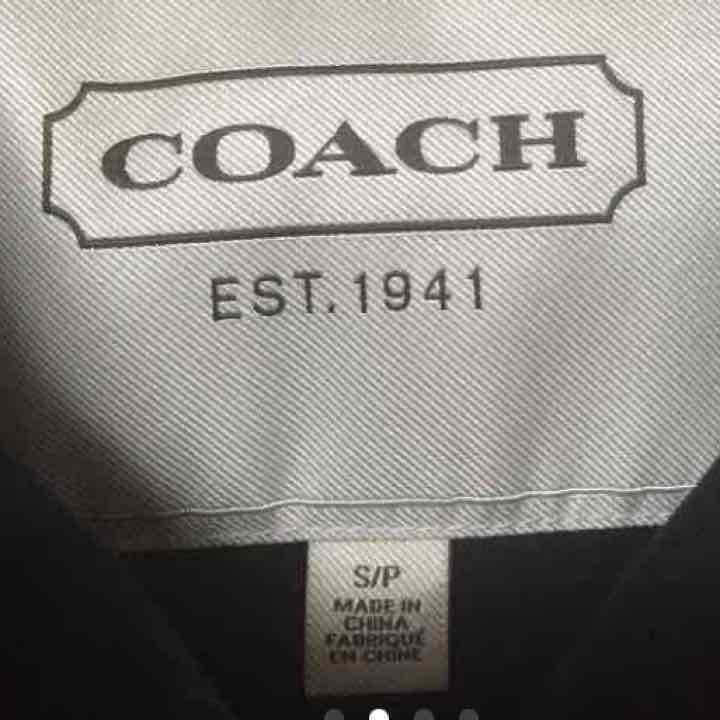 COACH
EST. 1941
S/P
MADE IN
CHINA
FABRIQUÉ
EN CHINE